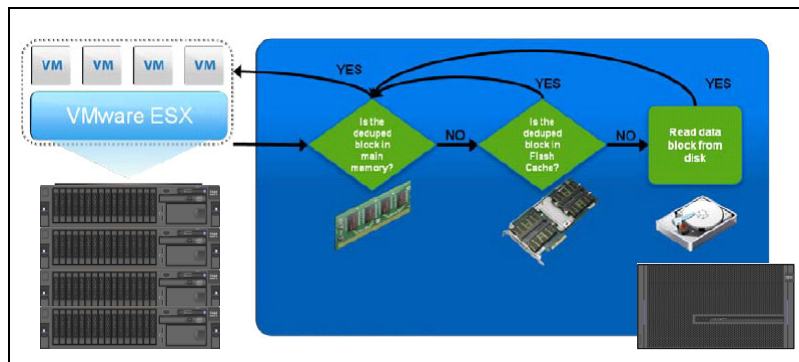 VM VM VM VM
VMware ESX
YES
YES
YES
Is the
deduped
block in
main
memory?
NO
Is the
deduped
block in
Flash
Cache?
NO
Read data
block from
disk